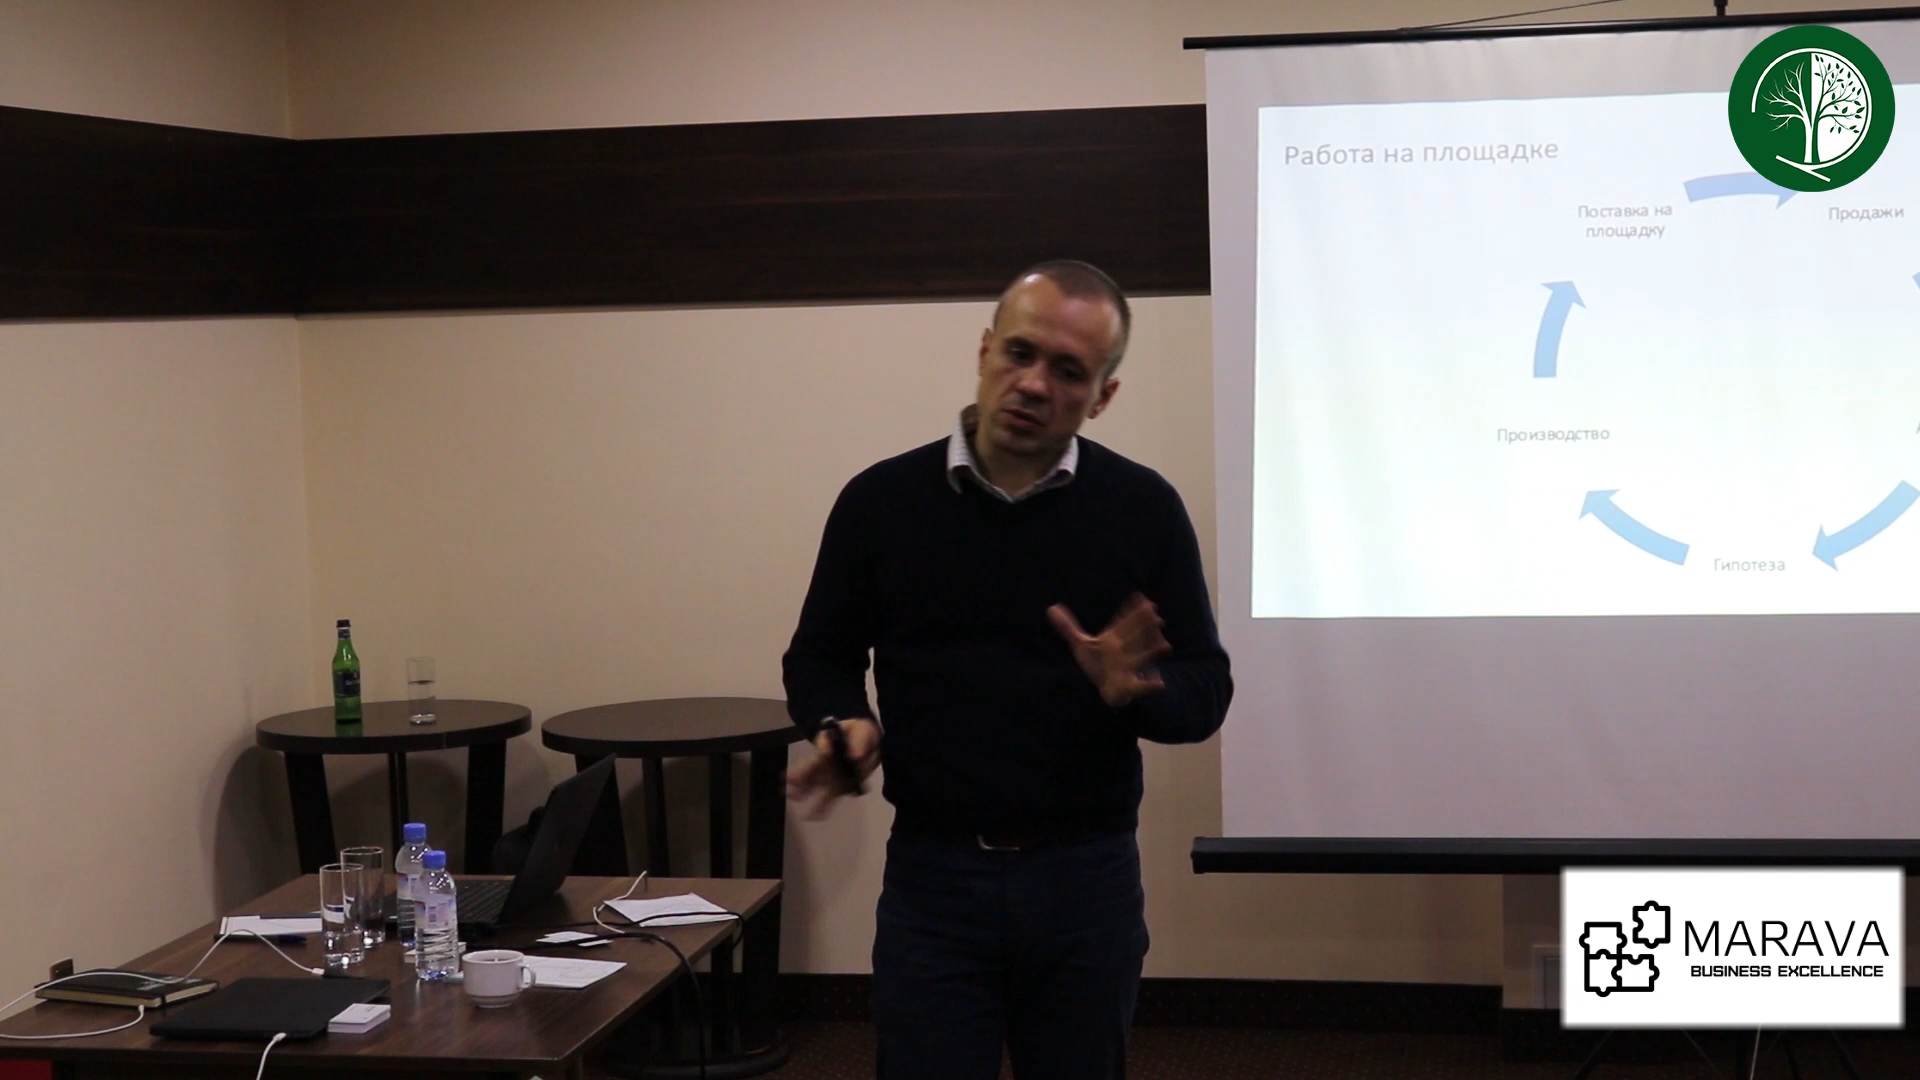 Работа на площадке
Поставка на
площадку
Продажи
Производство
Гипотеза
MARAVA
BUSINESS EXCELLENCE